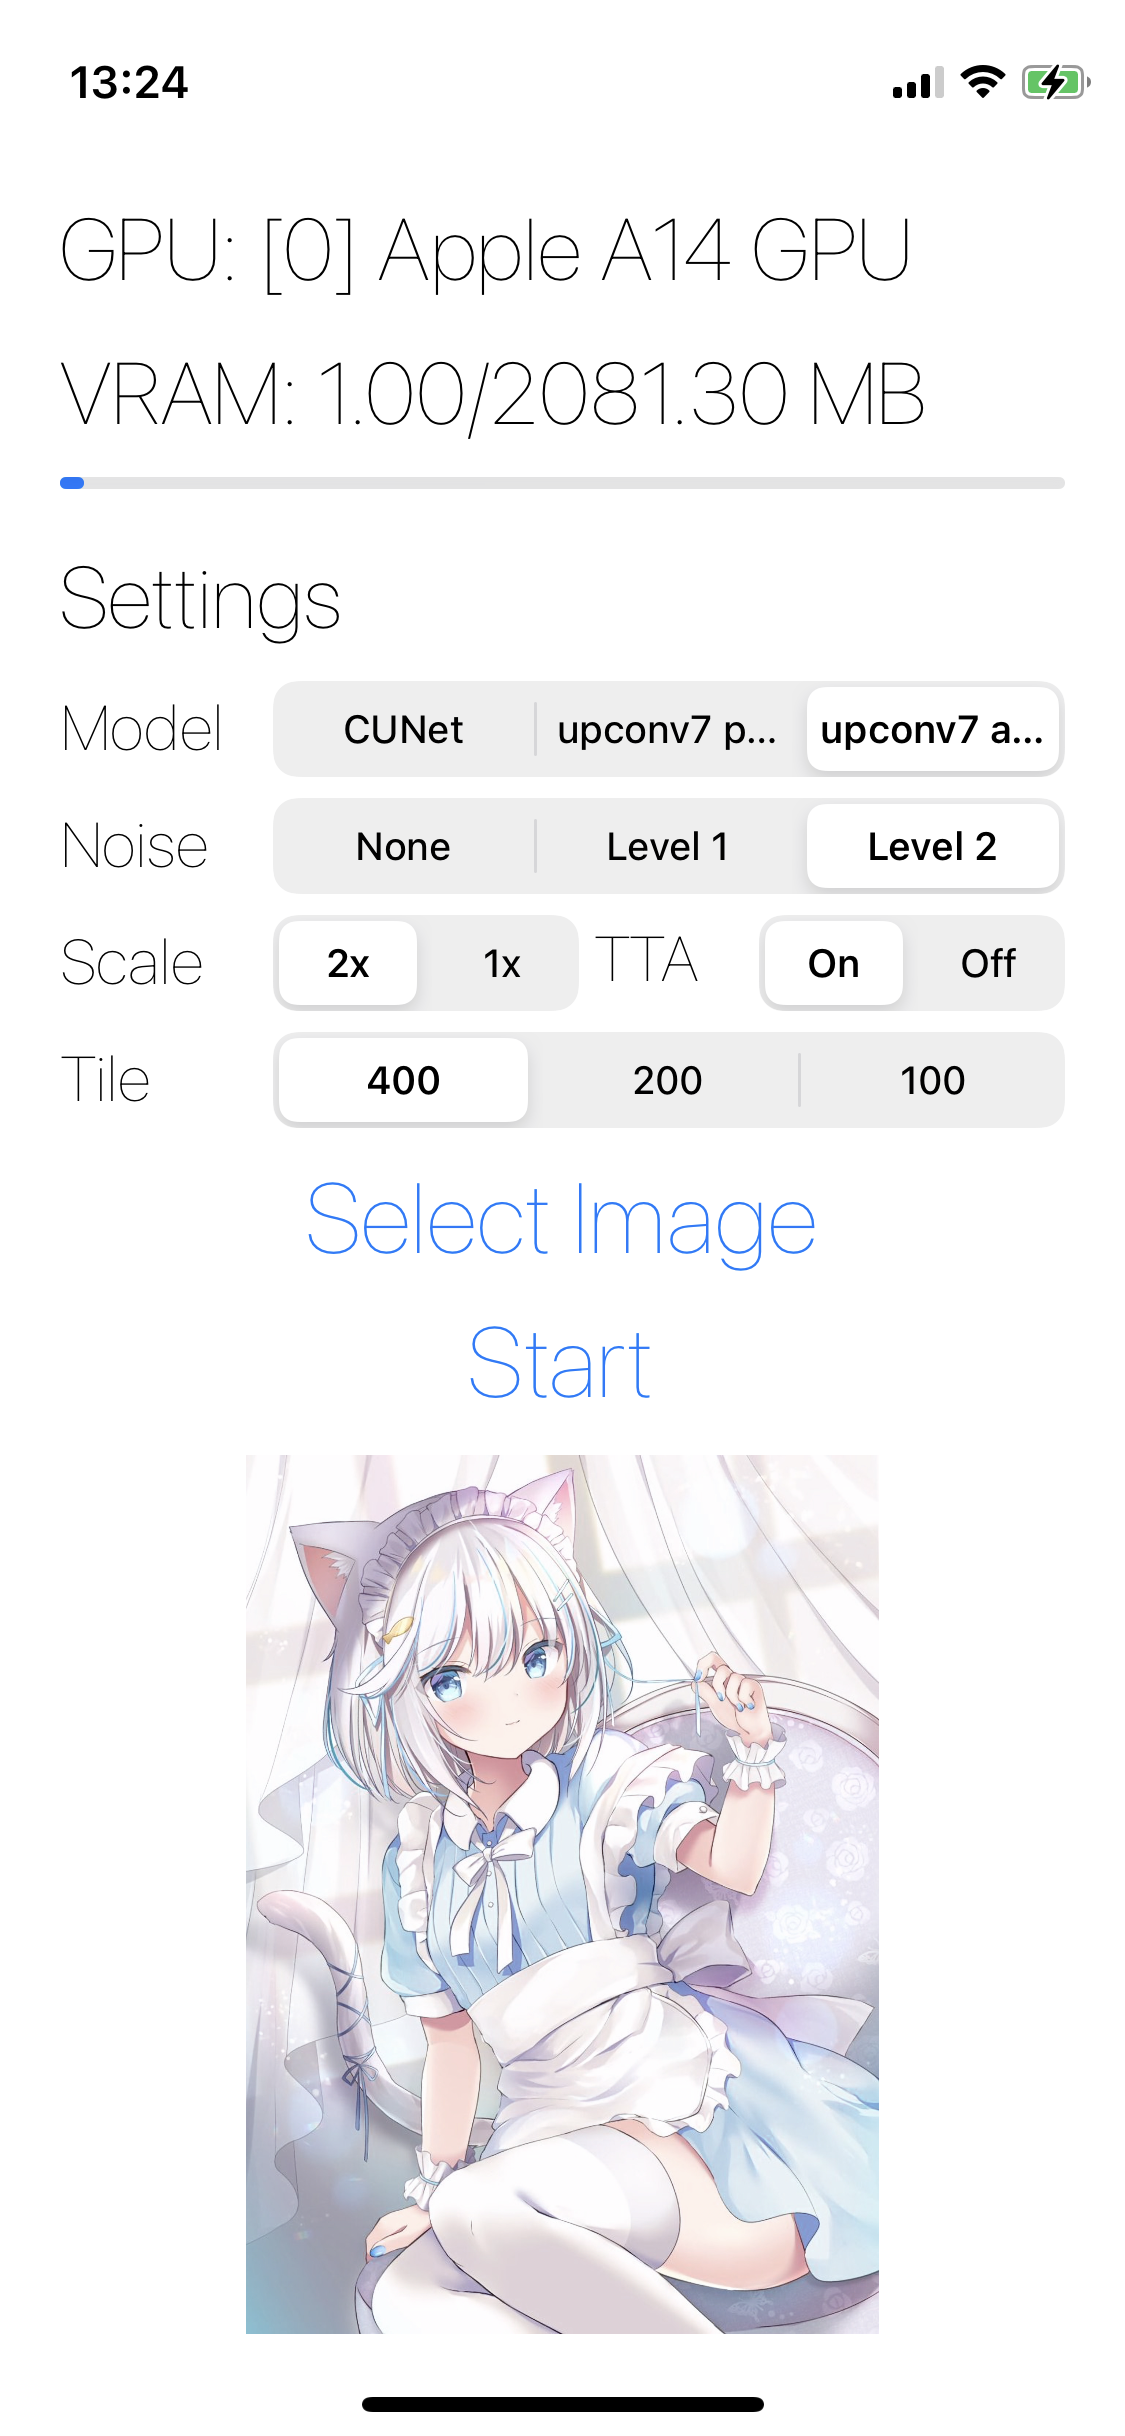 13:24
GPU: [0] Apple A14 GPU
VRAM: 1.00/2081.30 MB
Settings
Model CUNet upconv7 p... upconv7 a...
Noise None Level 1 Level 2
Scale 2x 1x TTA On Off
Tile 400 200 100
Select Image
Start